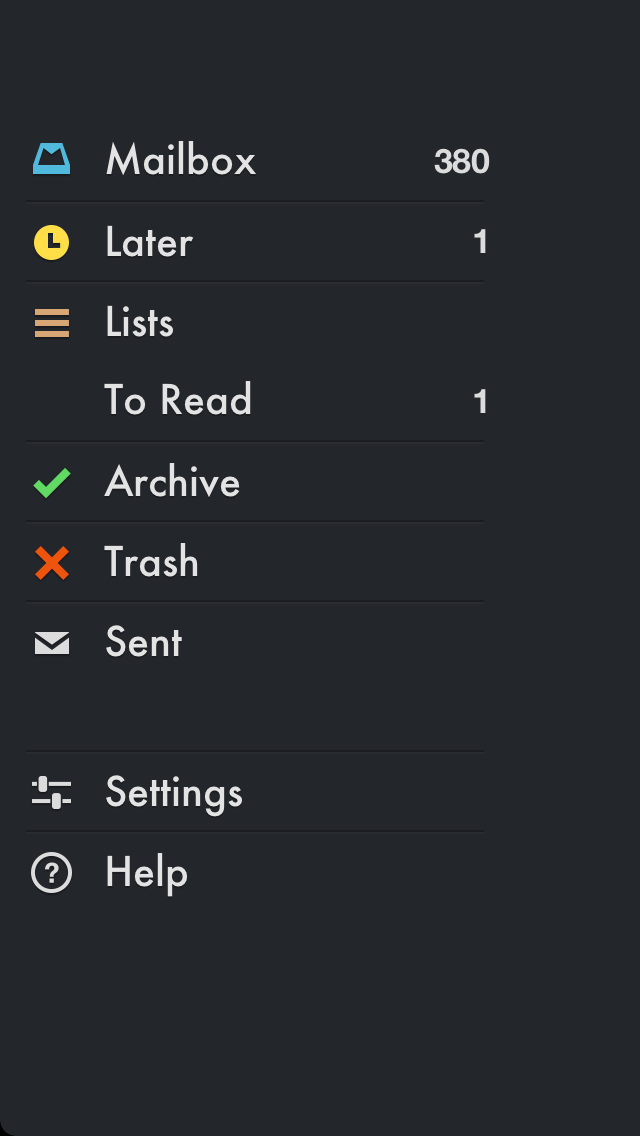 Mailbox 380
Later 1
Lists
To Read 1
Archive
Trash
Sent
Settings
? Help